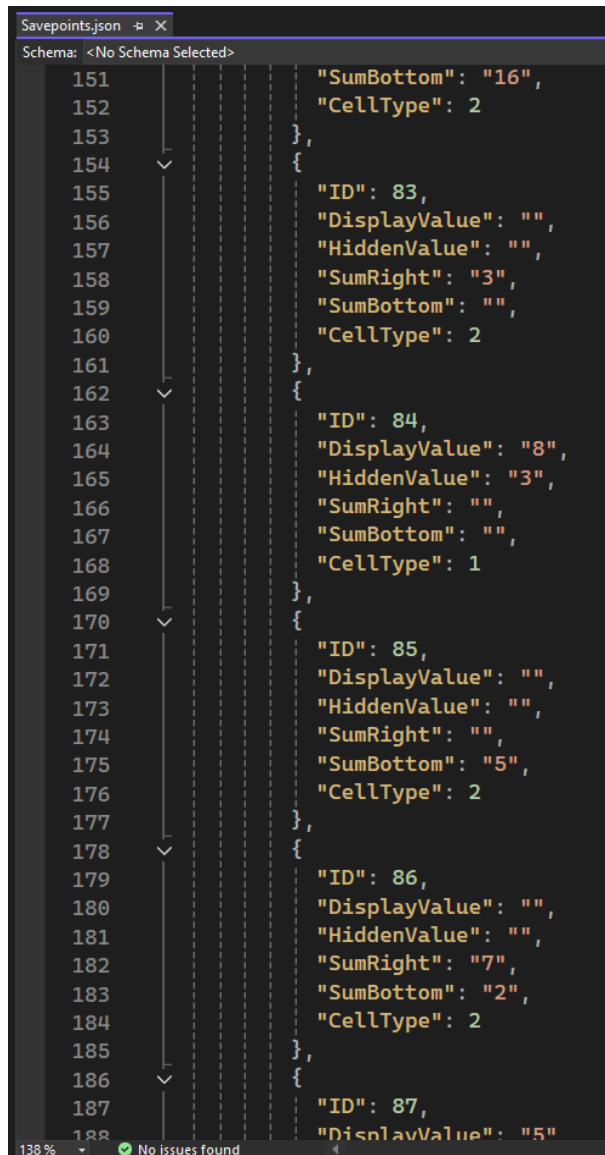 Savepoints.json
Schema: <No Schema Selected>
151 "SumBottom": "16",
152 "CellType": 2
153 },
154 {
155 "ID": 83,
156 "DisplayValue": "",
157 "HiddenValue": "",
158 "SumRight": "3",
159 "SumBottom": "",
160 "CellType": 2
161 },
162 {
163 "ID": 84,
164 "DisplayValue": "8",
165 "HiddenValue": "3",
166 "SumRight": "",
167 "SumBottom": "",
168 "CellType": 1
169 },
170 {
171 "ID": 85,
172 "DisplayValue": "",
173 "HiddenValue": "",
174 "SumRight": "",
175 "SumBottom": "5",
176 "CellType": 2
177 },
178 {
179 "ID": 86,
180 "DisplayValue": "",
181 "HiddenValue": "",
182 "SumRight": "7",
183 "SumBottom": "2",
184 "CellType": 2
185 },
186 {
187 "ID": 87,
188 "DisplayValue": "5"
138 % No issues found